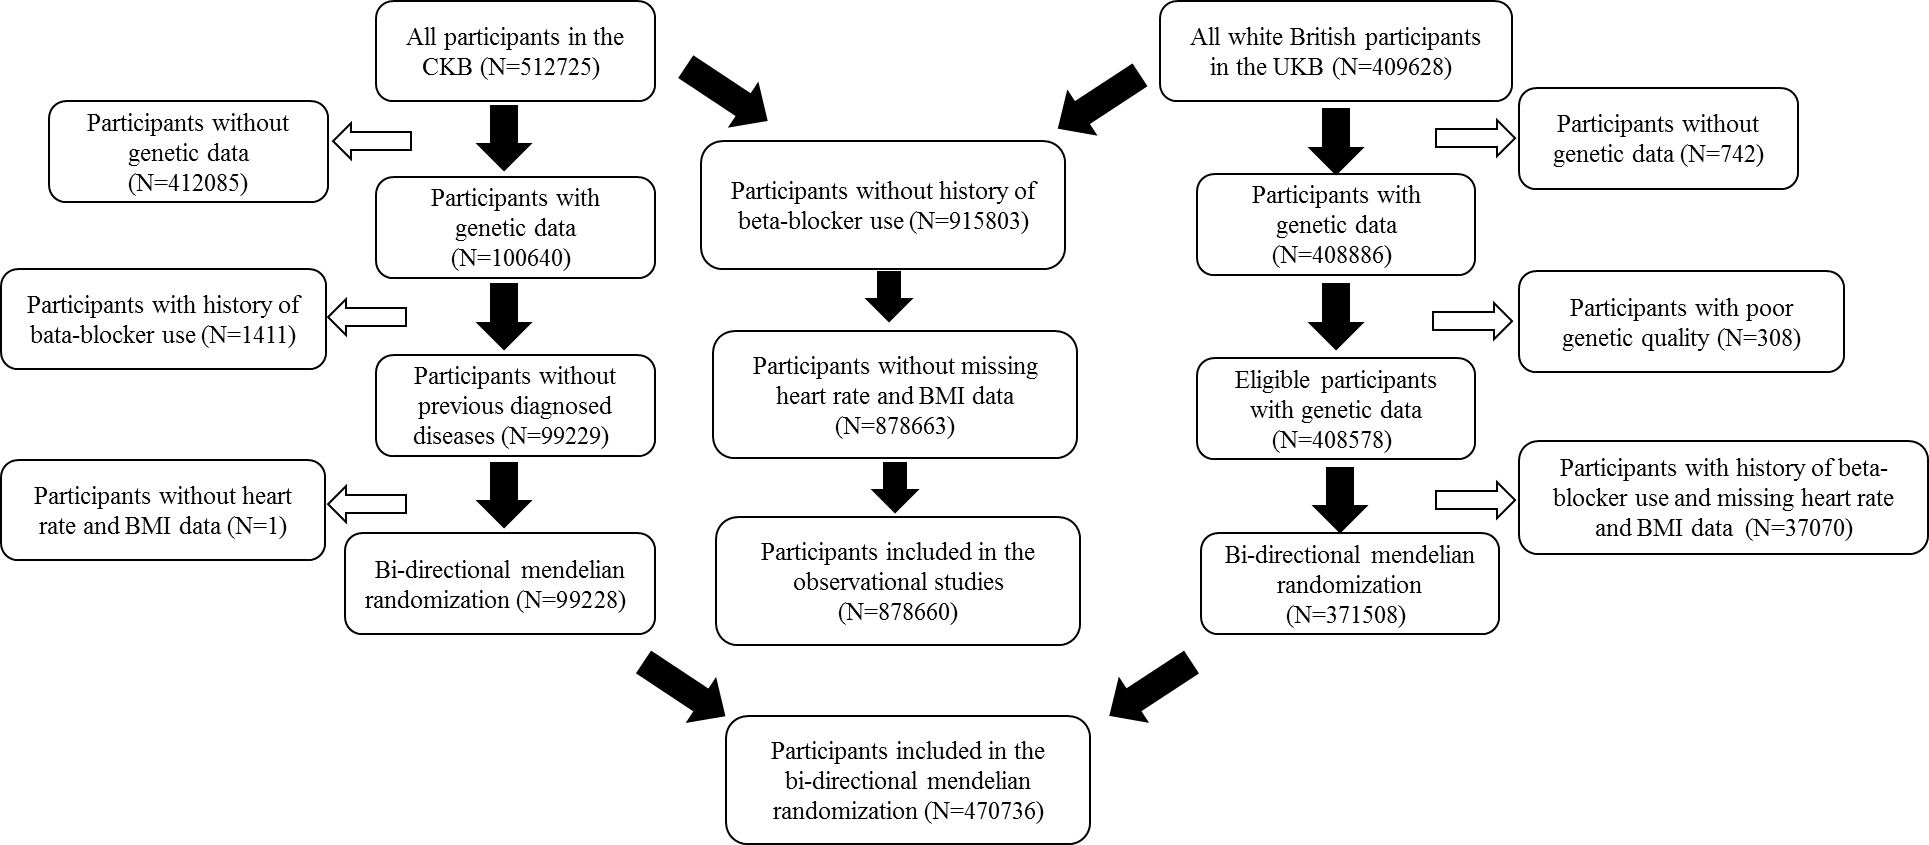 All participants in the
CKB (N=512725)
All white British participants
in the UKB (N=409628)
Participants without
genetic data
(N=412085)
Participants without
genetic data (N=742)
Participants with
genetic data
(N=100640)
Participants without history of
beta-blocker use (N=915803)
Participants with
genetic data
(N=408886)
Participants with history of
bata-blocker use (N=1411)
Participants with poor
genetic quality (N=308)
Participants without
previous diagnosed
diseases (N=99229)
Participants without missing
heart rate and BMI data
(N=878663)
Eligible participants
with genetic data
(N=408578)
Participants without heart
rate and BMI data (N=1)
Participants with history of beta-
blocker use and missing heart rate
and BMI data (N=37070)
Bi-directional mendelian
randomization (N=99228)
Participants included in the
observational studies
(N=878660)
Bi-directional mendelian
randomization
(N=371508)
Participants included in the
bi-directional mendelian
randomization (N=470736)